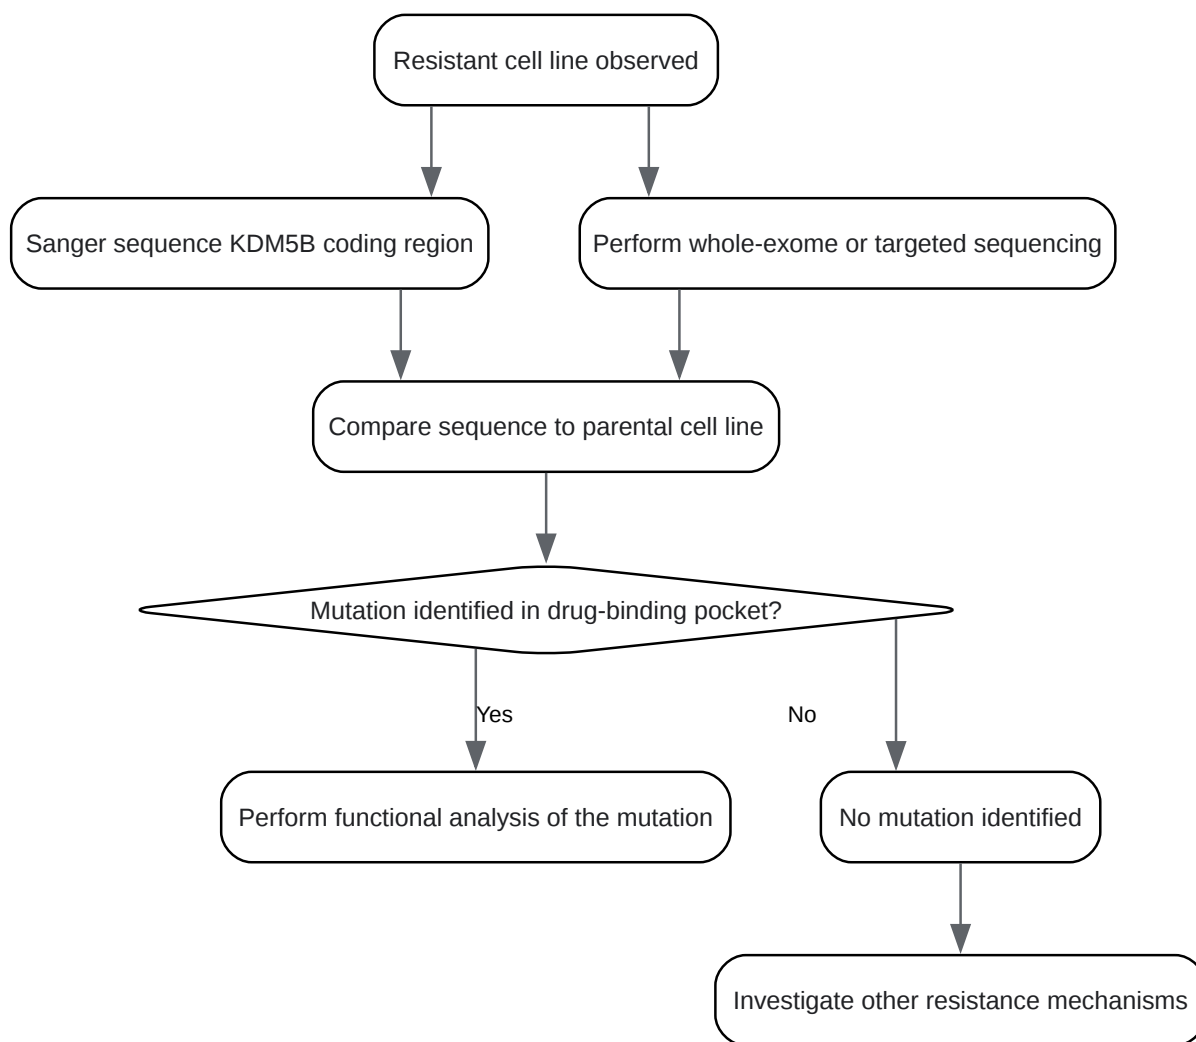 Resistant cell line observed
Sanger sequence KDM5B coding region
Perform whole-exome or targeted sequencing
Compare sequence to parental cell line
Mutation identified in drug-binding pocket?
Yes
No
Perform functional analysis of the mutation
No mutation identified
Investigate other resistance mechanisms